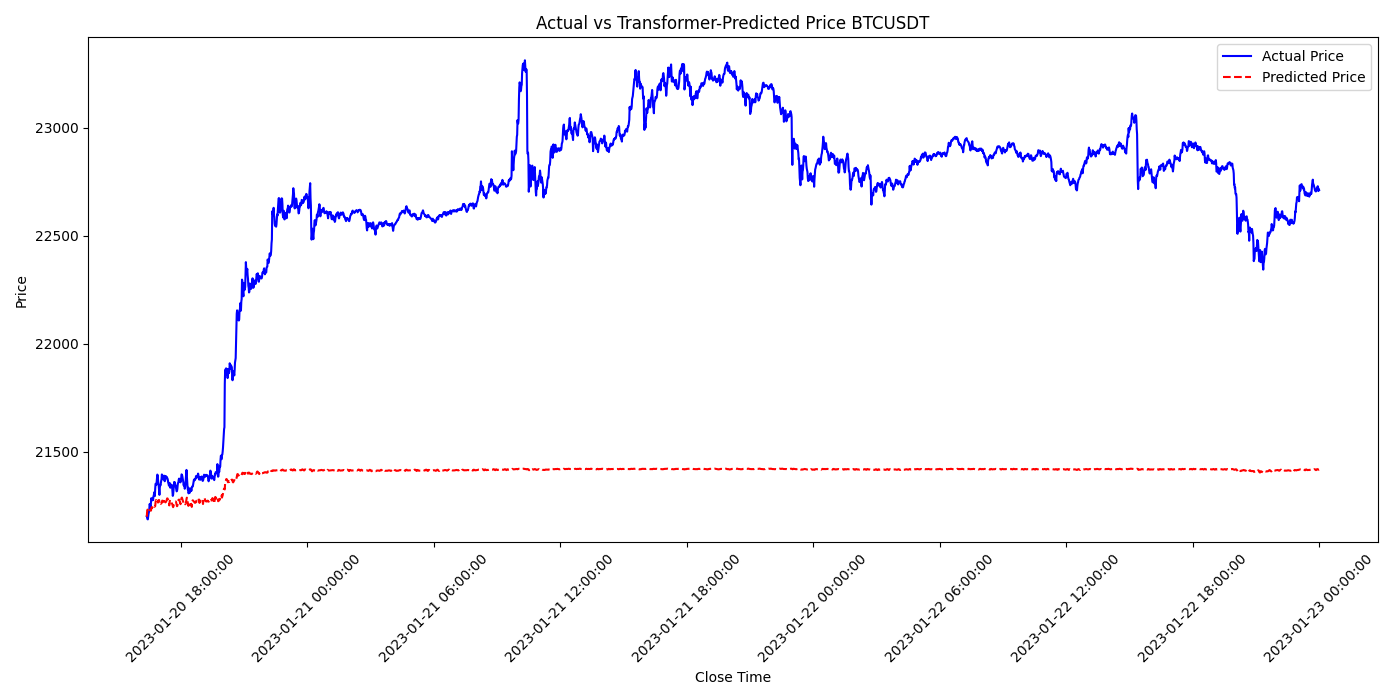 Actual vs Transformer-Predicted Price BTCUSDT
Actual Price
Predicted Price
Price
23000
22500
22000
21500
2023-01-20 18:00:00
2023-01-21 00:00:00
2023-01-21 06:00:00
2023-01-21 12:00:00
2023-01-21 18:00:00
2023-01-22 00:00:00
2023-01-22 06:00:00
2023-01-22 12:00:00
2023-01-22 18:00:00
2023-01-23 00:00:00
Close Time